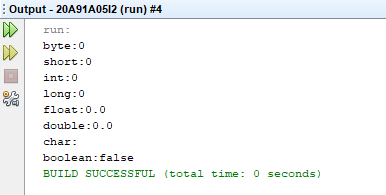 Output - 20A91A05I2 (run) #4
run:
byte:0
short:0
int:0
long:0
float:0.0
double:0.0
char:
boolean:false
BUILD SUCCESSFUL (total time: 0 seconds)